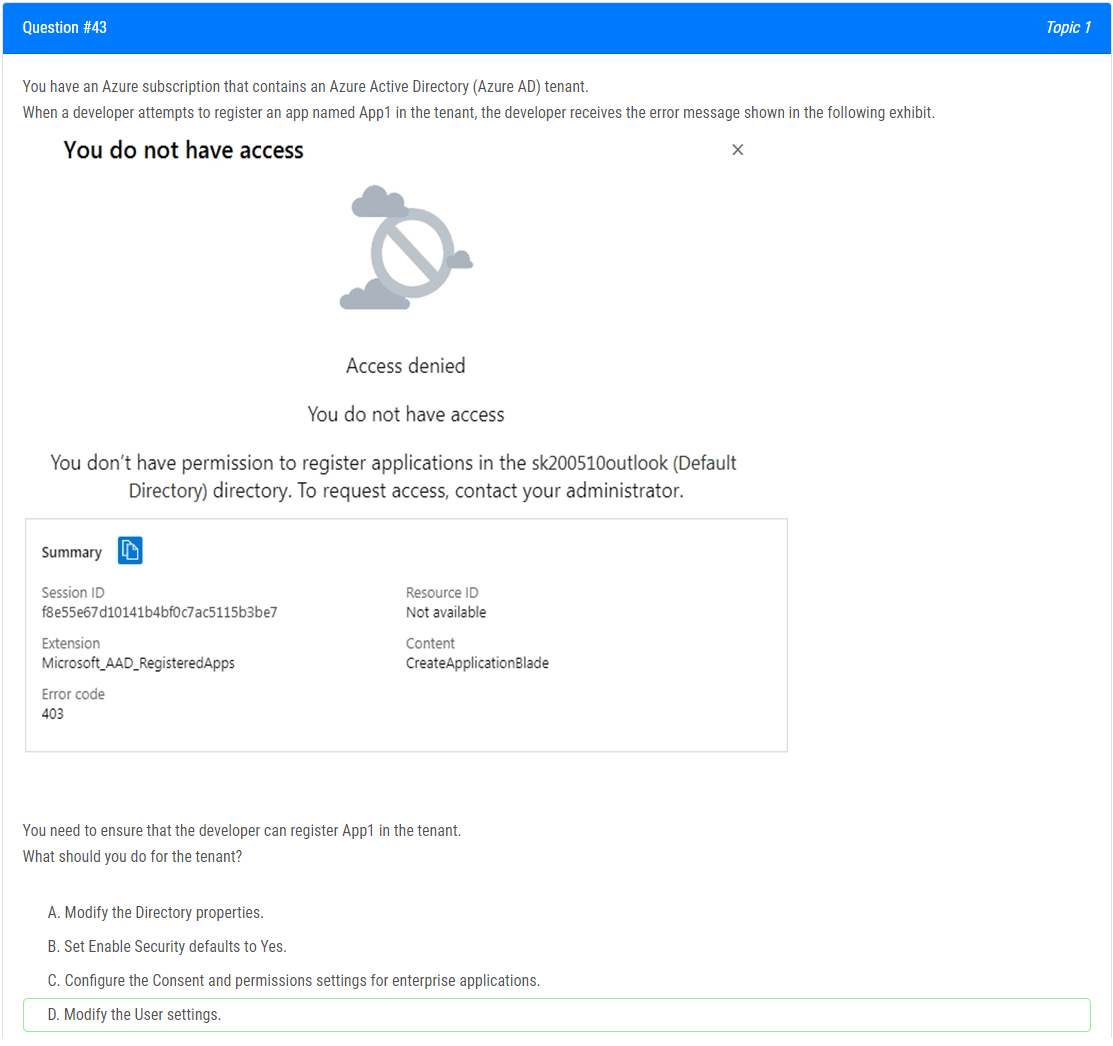 Question #43
Topic 1
You have an Azure subscription that contains an Azure Active Directory (Azure AD) tenant.
When a developer attempts to register an app named App1 in the tenant, the developer receives the error message shown in the following exhibit.
You do not have access
Access denied
You do not have access
You don't have permission to register applications in the sk200510outlook (Default
Directory) directory. To request access, contact your administrator.
Summary
Session ID
f8e55e67d10141b4bf0c7ac5115b3be7
Resource ID
Not available
Extension
Microsoft_AAD_RegisteredApps
Content
CreateApplicationBlade
Error code
403
You need to ensure that the developer can register App1 in the tenant.
What should you do for the tenant?
A. Modify the Directory properties.
B. Set Enable Security defaults to Yes.
C. Configure the Consent and permissions settings for enterprise applications.
D. Modify the User settings.